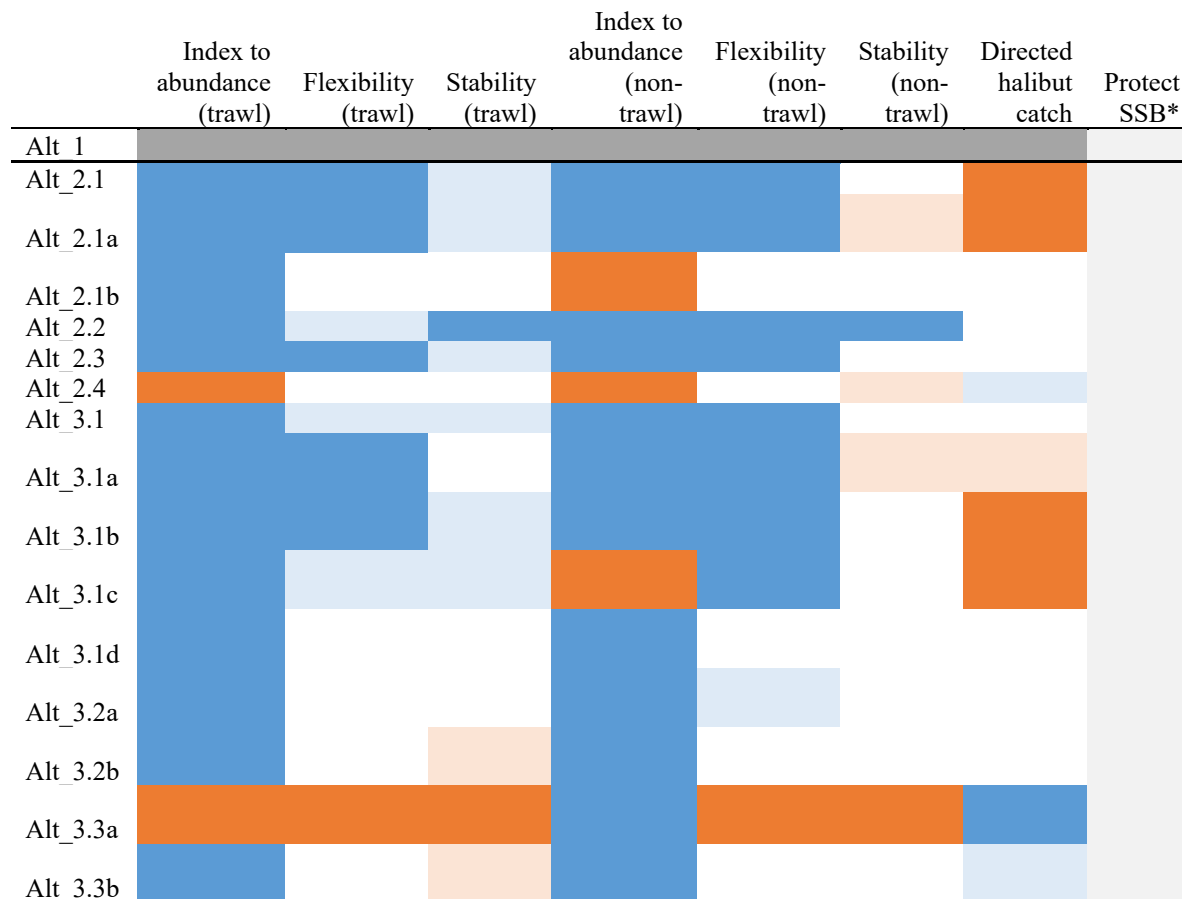 Index to abundance (trawl)
Flexibility (trawl)
Stability (trawl)
Index to abundance (non-trawl)
Flexibility (non-trawl)
Stability (non-trawl)
Directed halibut catch
Protect SSB*
Alt_1
Alt_2.1
Alt_2.1a
Alt_2.1b
Alt_2.2
Alt_2.3
Alt_2.4
Alt_3.1
Alt_3.1a
Alt_3.1b
Alt_3.1c
Alt_3.1d
Alt_3.2a
Alt_3.2b
Alt_3.3a
Alt_3.3b